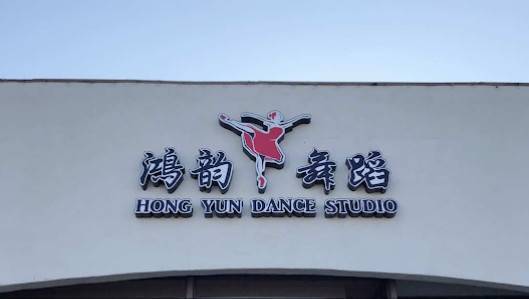 鴻韵舞蹈
HONG YUN DANCE STUDIO